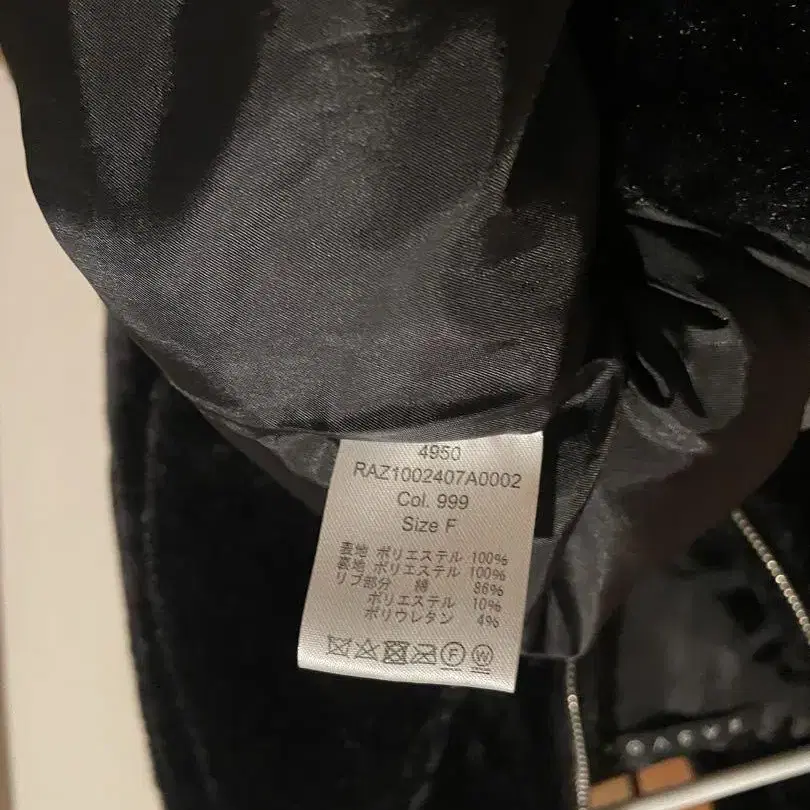 4950
RAZ1002407A0002
Col. 999
Size F
表地 ポリエステル 100%
裏地 ポリエステル 100%
リブ部分 綿 86%
ポリエステル 10%
ポリウレタン 4%
F W